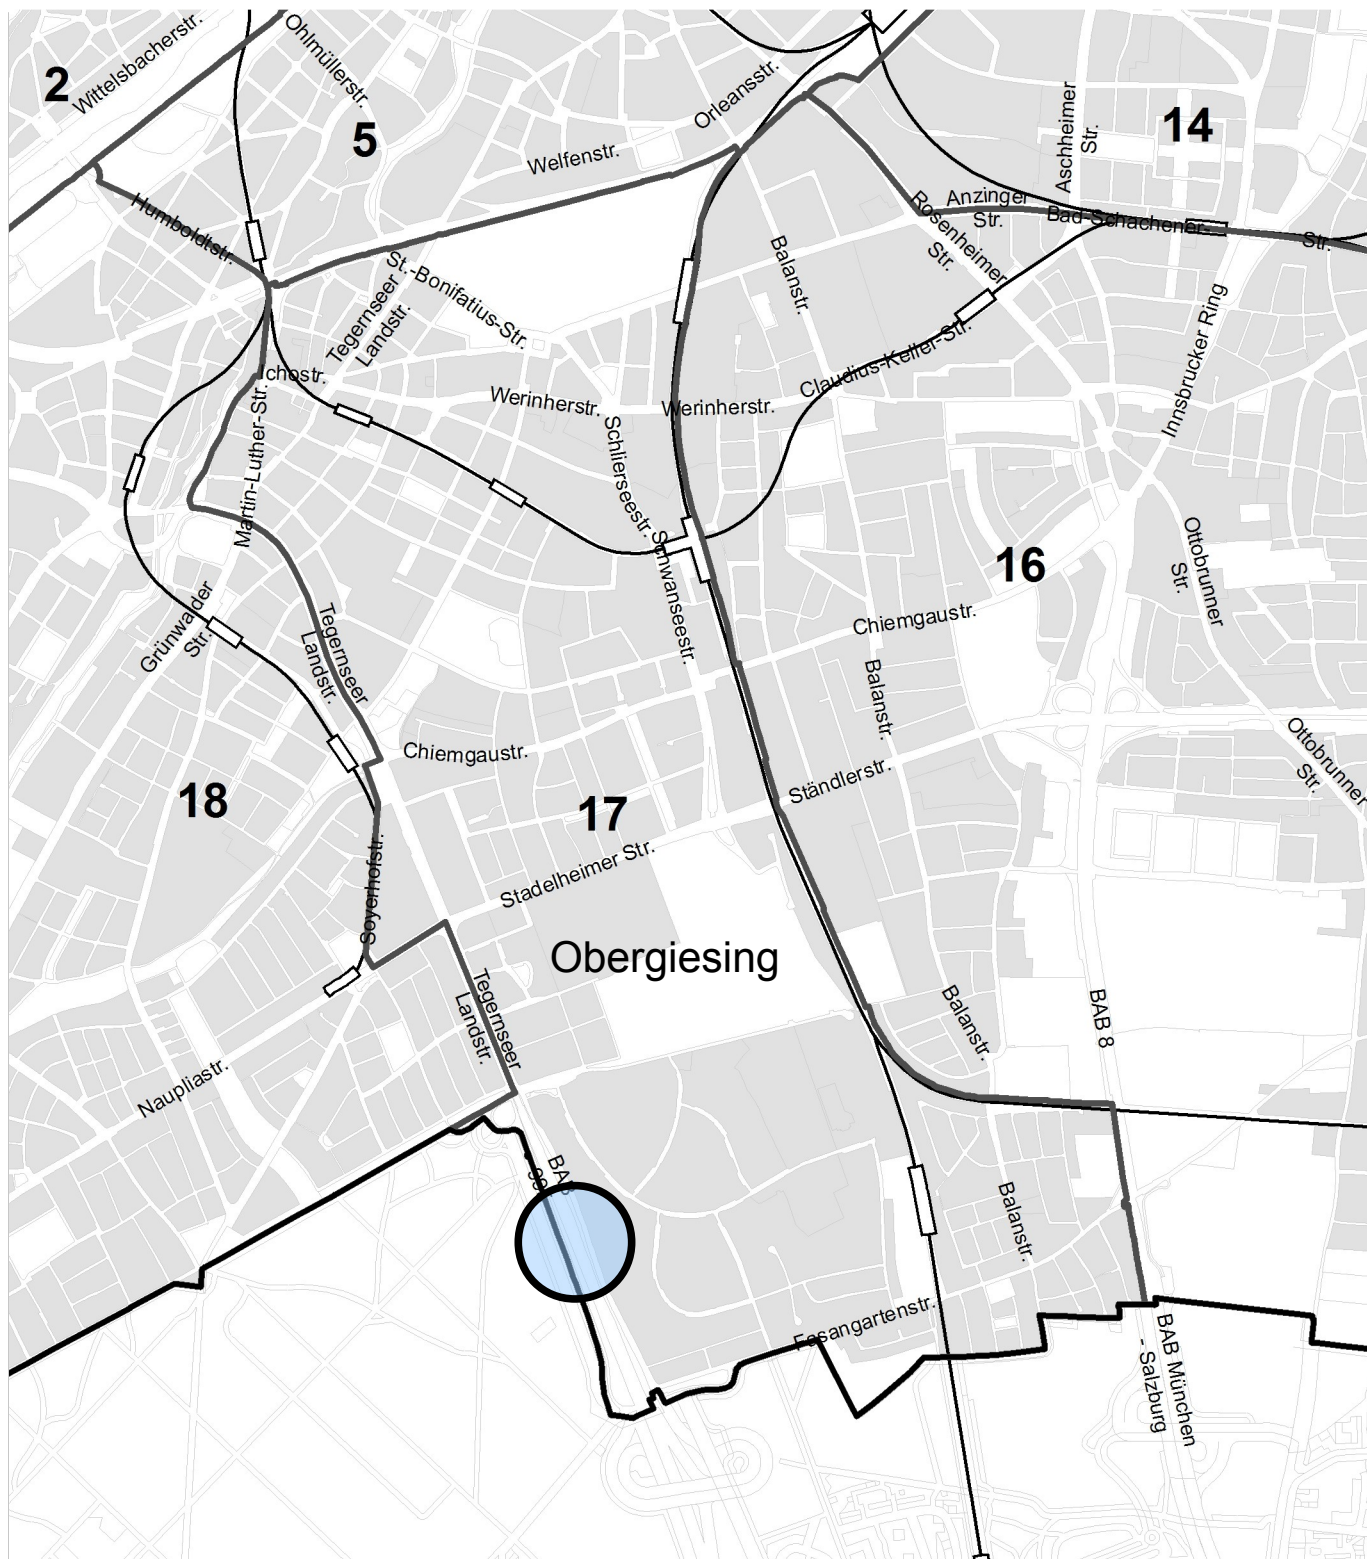 2
Wittelsbacherstr.
Ohlmüllerstr.
5
Orleansstr.
Welfenstr.
Aschheimer
Str.
14
Humboldtstr.
Anzinger
Str.
Bad-Schachener-
Str.
Rosenheimer
Str.
Balanstr.
St.-Bonifatius-Str.
Tegernseer
Landstr.
Ichostr.
Innsbrucker Ring
Claudius-Keller-Str.
Werinherstr.
Werinherstr.
Martin-Luther-Str.
Schlierseestr.
Schwanseestr.
16
Ottobrunner
Str.
Grünwalder
Str.
Tegernseer
Landstr.
Chiemgaustr.
Balanstr.
Chiemgaustr.
Ottobrunner
Str.
Ständlerstr.
18
17
Stadelheimer Str.
Soyerhofstr.
Obergiesing
Tegernseer
Landstr.
Balanstr.
BAB 8
Naupliastr.
BAB
Balanstr.
Fasangartenstr.
BAB München
- Salzburg